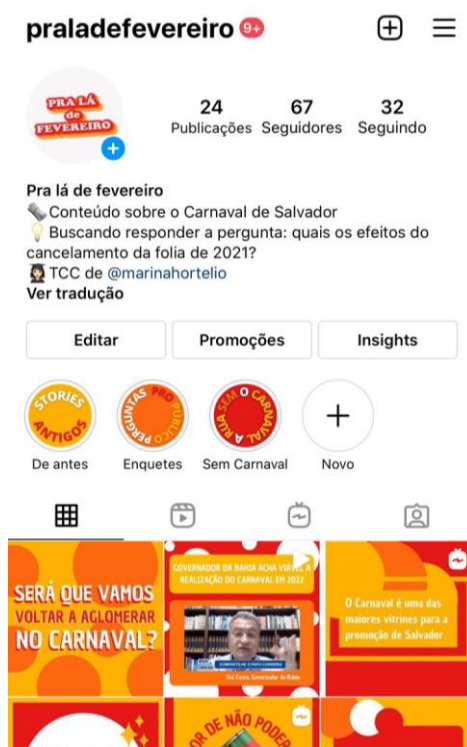 praladefevereiro 9+
PRA LÁ
de
FEVEREIRO
24 67 32
Publicações Seguidores Seguindo
Pra lá de fevereiro
🗞️Conteúdo sobre o Carnaval de Salvador
💡Buscando responder a pergunta: quais os efeitos do
cancelamento da folia de 2021?
👩🏻‍🎓TCC de @marinahortelio
Ver tradução
Editar Promoções Insights
STORIES ANTIGOS
PERGUNTAS PRO PÚBLICO
SEM O CARNAVAL A RUA
De antes Enquetes Sem Carnaval Novo
SERÁ QUE VAMOS
VOLTAR A AGLOMERAR
NO CARNAVAL?
GOVERNADOR DA BAHIA ACHA VIÁVEL A
REALIZAÇÃO DO CARNAVAL EM 2022
Rui Costa, Governador da Bahia
O Carnaval é uma das
maiores vitrines para a
promoção de Salvador
OR DE NÃO PODE